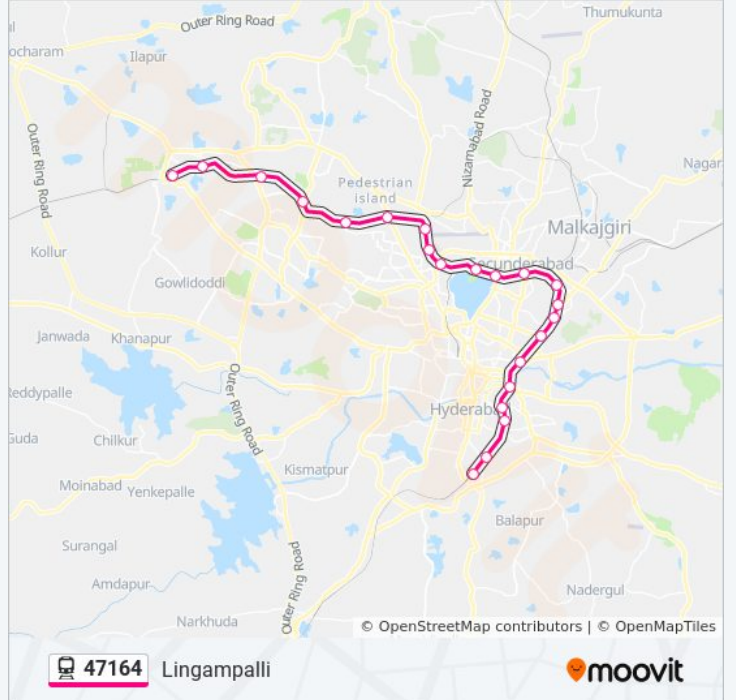 Thumukunta
Outer Ring Road
ocharam
Ilapur
Nizamabad Road
Outer Ring Road
Nagar
Pedestrian
island
Malkajgiri
Kollur
Secunderabad
Gowlidoddi
Janwada
Khanapur
Outer Ring Road
Reddypalle
Hyderabad
Guda
Chilkur
Kismatpur
Moinabad
Yenkepalle
Balapur
Surangal
Outer Ring Road
Amdapur
Nadergul
Narkhuda
© OpenStreetMap contributors | © OpenMapTiles
47164 Lingampalli
moovit